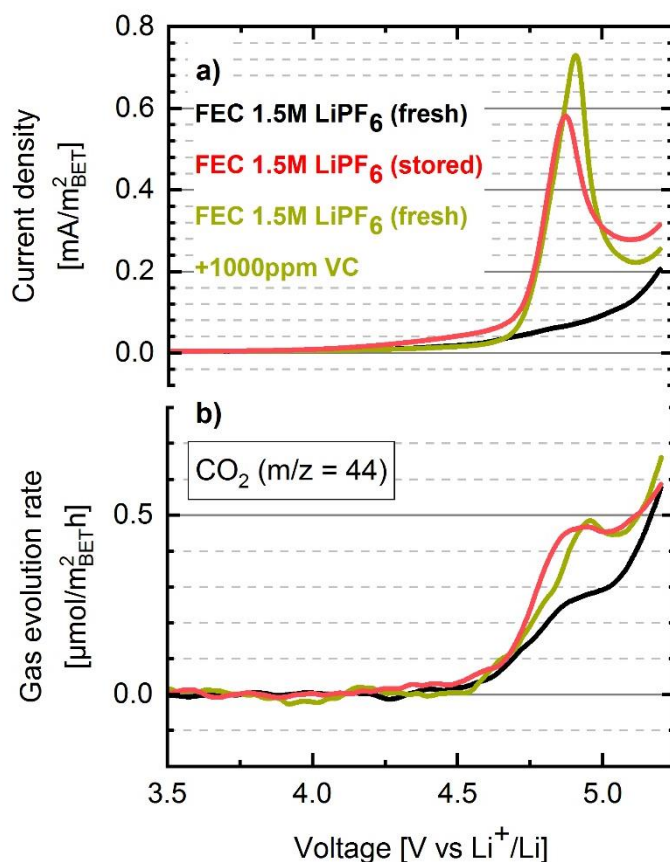 0.8
a)
FEC 1.5M LiPF6 (fresh)
0.6
FEC 1.5M LiPF6 (stored)
0.4
FEC 1.5M LiPF6 (fresh)
+1000ppm VC
0.2
0.0
Current density
[mA/m²BET]
b)
CO2 (m/z = 44)
0.5
0.0
Gas evolution rate
[µmol/m²BETh]
3.5 4.0 4.5 5.0
Voltage [V vs Li+/Li]